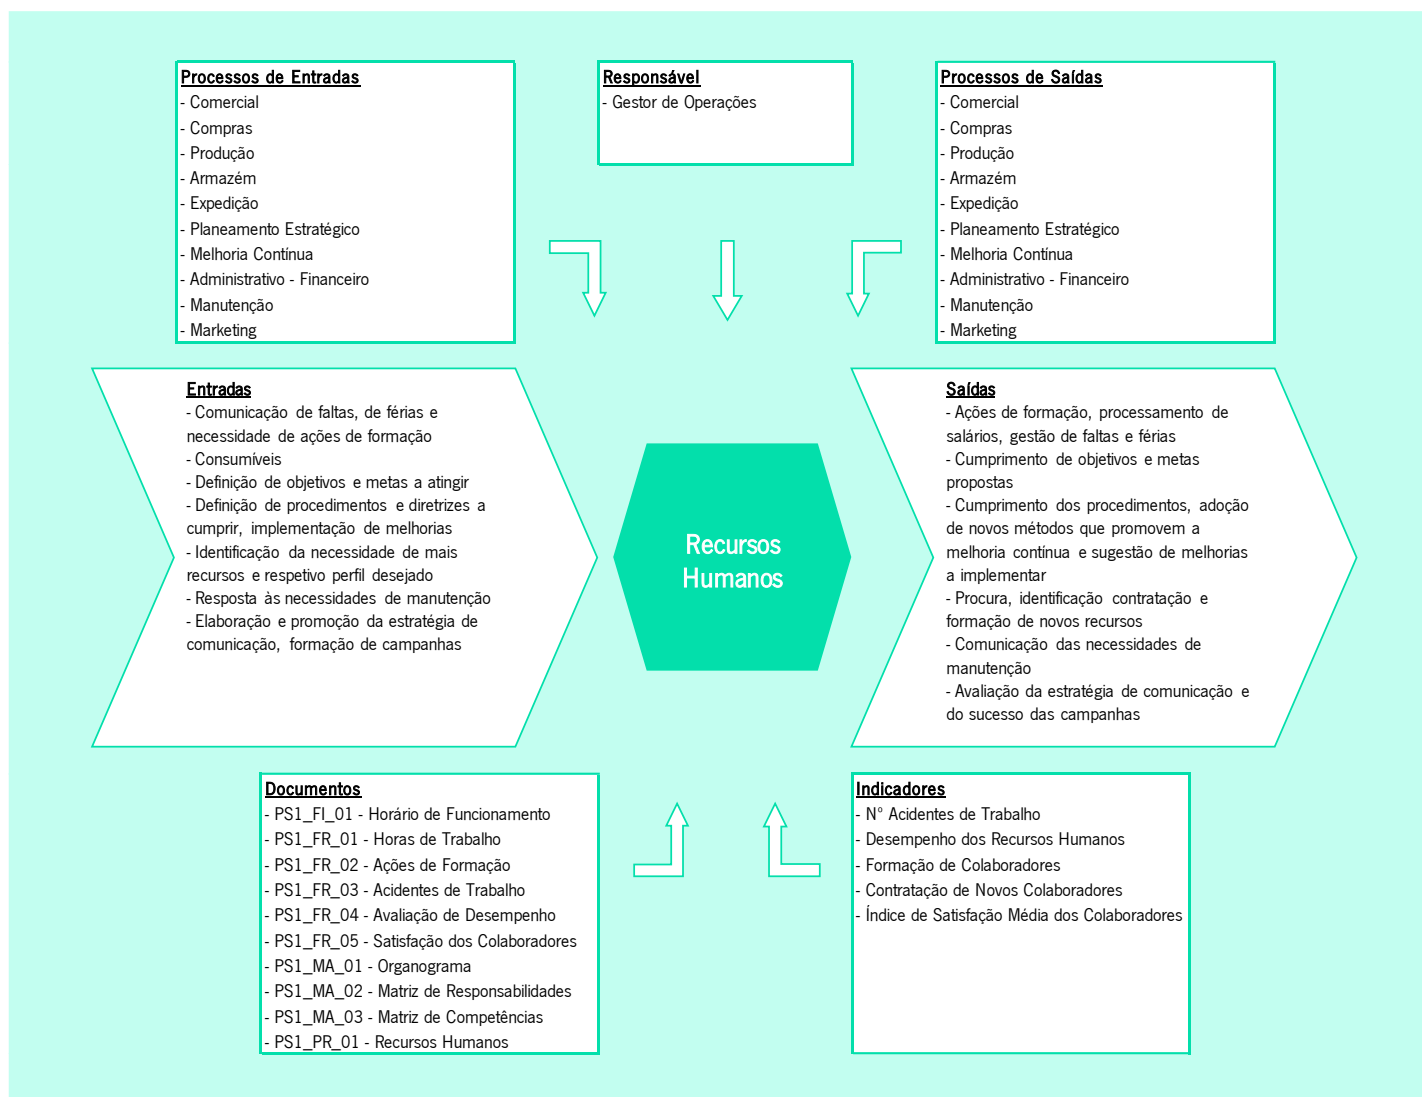 Processos de Entradas
- Comercial
- Compras
- Produção
- Armazém
- Expedição
- Planeamento Estratégico
- Melhoria Contínua
- Administrativo - Financeiro
- Manutenção
- Marketing
Responsável
- Gestor de Operações
Processos de Saídas
- Comercial
- Compras
- Produção
- Armazém
- Expedição
- Planeamento Estratégico
- Melhoria Contínua
- Administrativo - Financeiro
- Manutenção
- Marketing
Entradas
- Comunicação de faltas, de férias e
necessidade de ações de formação
- Consumíveis
- Definição de objetivos e metas a atingir
- Definição de procedimentos e diretrizes a
cumprir, implementação de melhorias
- Identificação da necessidade de mais
recursos e respetivo perfil desejado
- Resposta às necessidades de manutenção
- Elaboração e promoção da estratégia de
comunicação, formação de campanhas
Recursos
Humanos
Saídas
- Ações de formação, processamento de
salários, gestão de faltas e férias
- Cumprimento de objetivos e metas
propostas
- Cumprimento dos procedimentos, adoção
de novos métodos que promovem a
melhoria contínua e sugestão de melhorias
a implementar
- Procura, identificação contratação e
formação de novos recursos
- Comunicação das necessidades de
manutenção
- Avaliação da estratégia de comunicação e
do sucesso das campanhas
Documentos
- PS1_FI_01 - Horário de Funcionamento
- PS1_FR_01 - Horas de Trabalho
- PS1_FR_02 - Ações de Formação
- PS1_FR_03 - Acidentes de Trabalho
- PS1_FR_04 - Avaliação de Desempenho
- PS1_FR_05 - Satisfação dos Colaboradores
- PS1_MA_01 - Organograma
- PS1_MA_02 - Matriz de Responsabilidades
- PS1_MA_03 - Matriz de Competências
- PS1_PR_01 - Recursos Humanos
Indicadores
- N° Acidentes de Trabalho
- Desempenho dos Recursos Humanos
- Formação de Colaboradores
- Contratação de Novos Colaboradores
- Índice de Satisfação Média dos Colaboradores